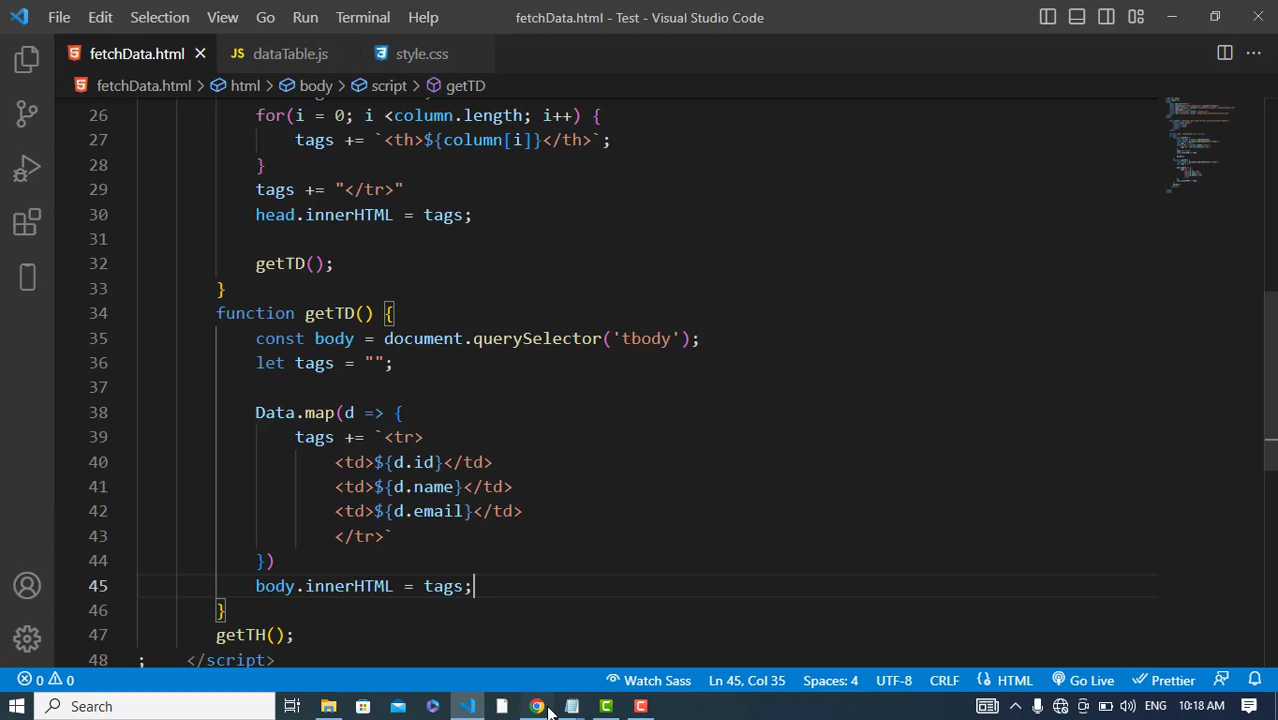 File Edit Selection View Go Run Terminal Help fetchData.html - Test - Visual Studio Code
fetchData.html JS dataTable.js style.css
fetchData.html > html > body > script > getTD
26 for(i = 0; i <column.length; i++) {
27 tags += `<th>${column[i]}</th>`;
28 }
29 tags += "</tr>"
30 head.innerHTML = tags;
31
32 getTD();
33 }
34 function getTD() {
35 const body = document.querySelector('tbody');
36 let tags = "";
37
38 Data.map(d => {
39 tags += `<tr>
40 <td>${d.id}</td>
41 <td>${d.name}</td>
42 <td>${d.email}</td>
43 </tr>`
44 })
45 body.innerHTML = tags;
46 }
47 getTH();
48 ; </script>
0 0 Watch Sass Ln 45, Col 35 Spaces: 4 UTF-8 CRLF HTML Go Live Prettier
Search ENG 10:18 AM